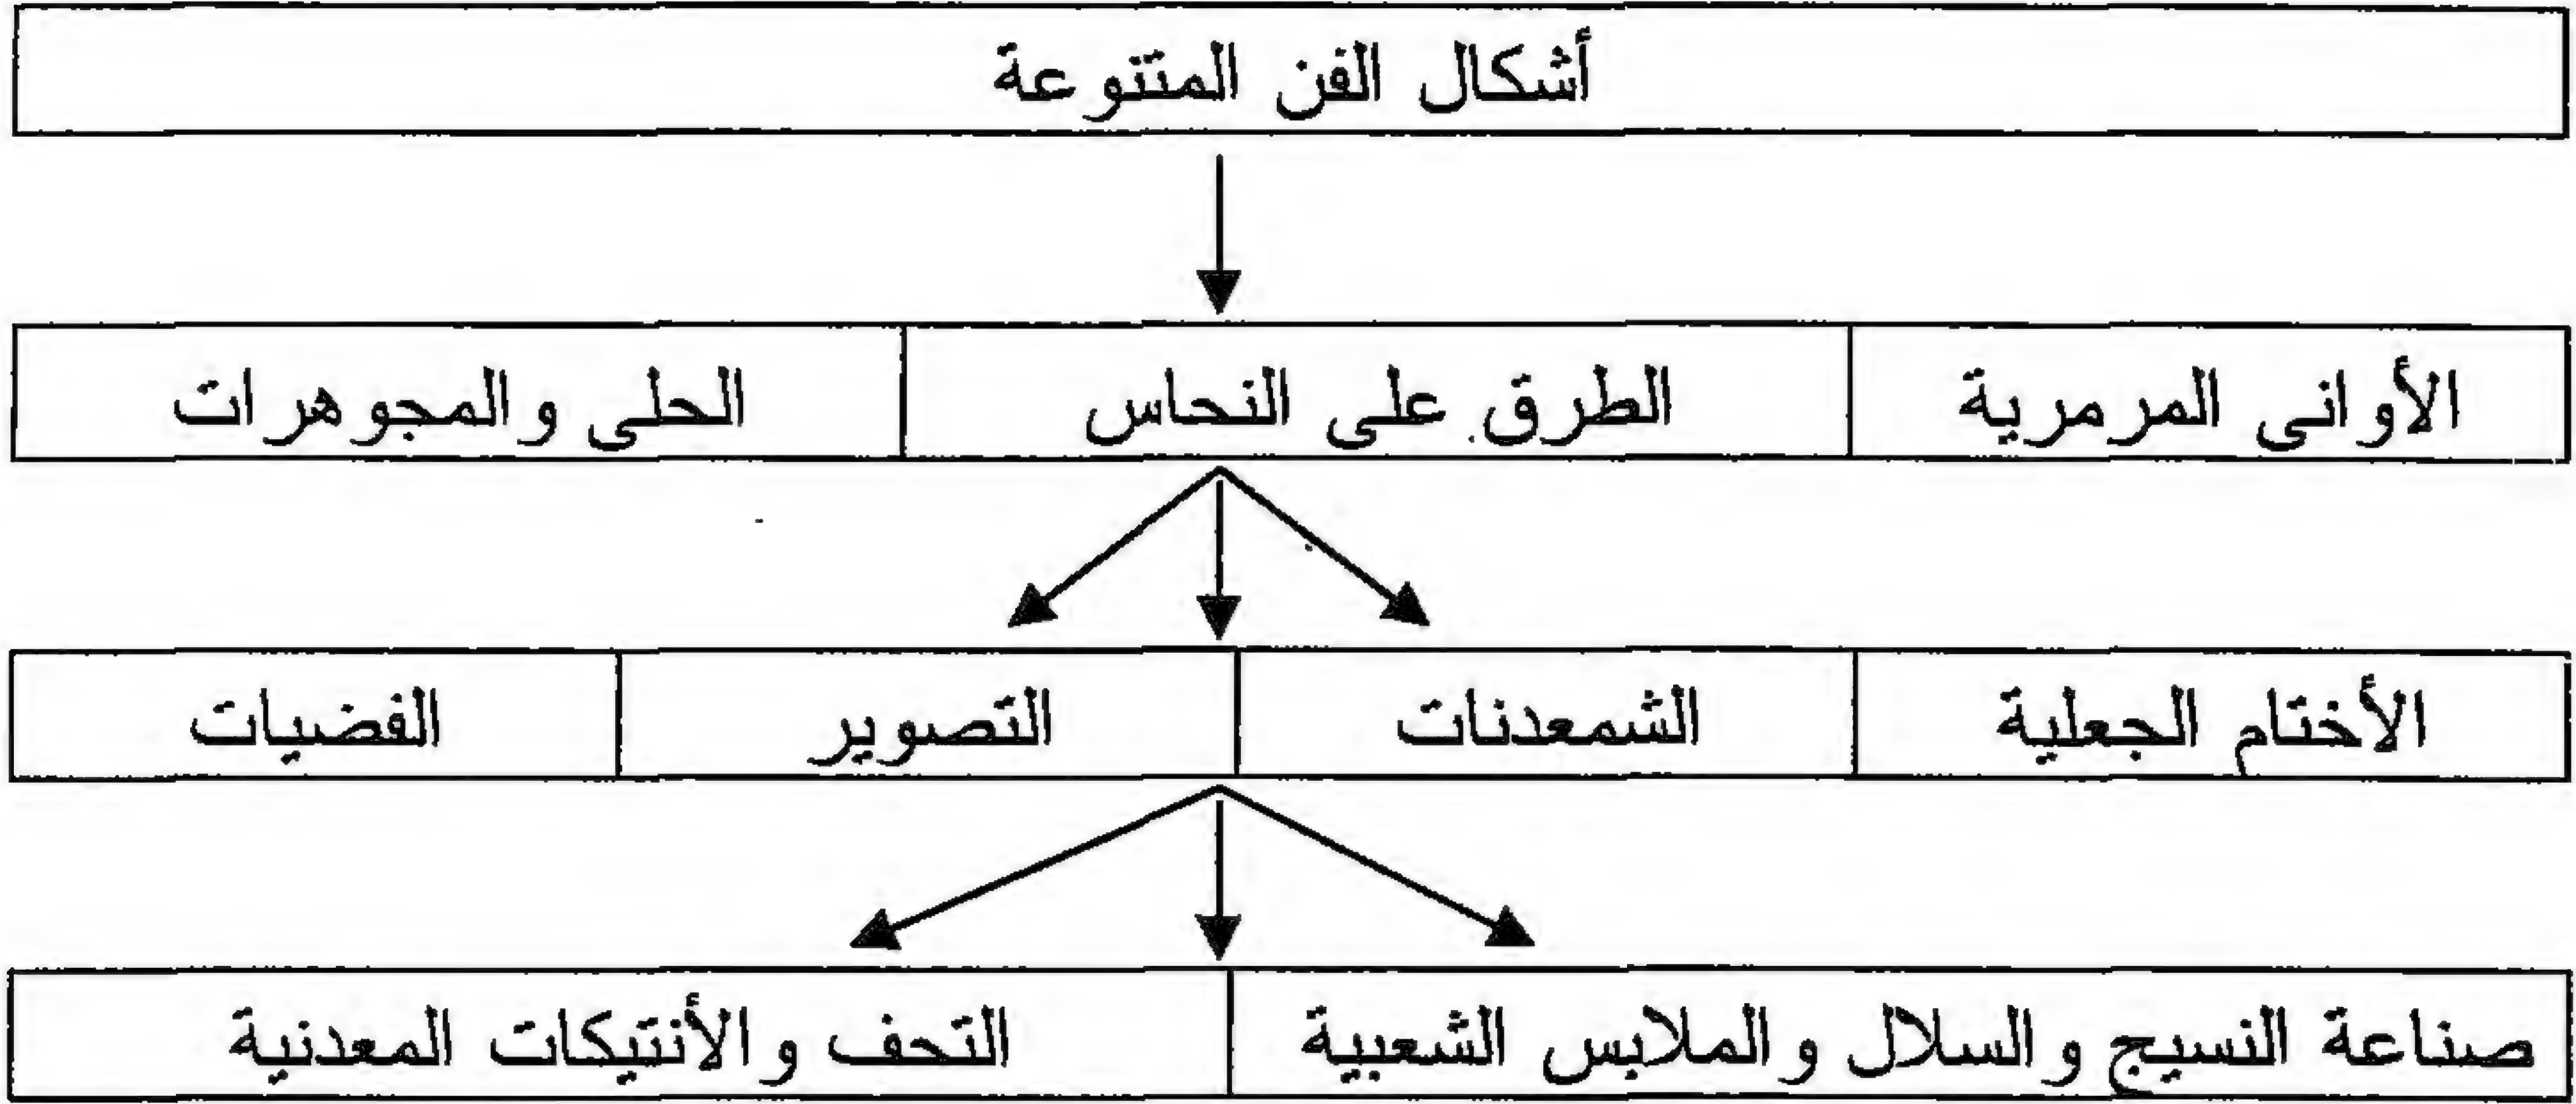 أشكال الفن المتنوعة
الأوانى المرمرية الطرق على النحاس الحلى والمجوهرات
الأختام الجعلية الشمعدنات التصوير الفضيات
صناعة النسيج والسلال والملابس الشعبية التحف والأنتيكات المعدنية